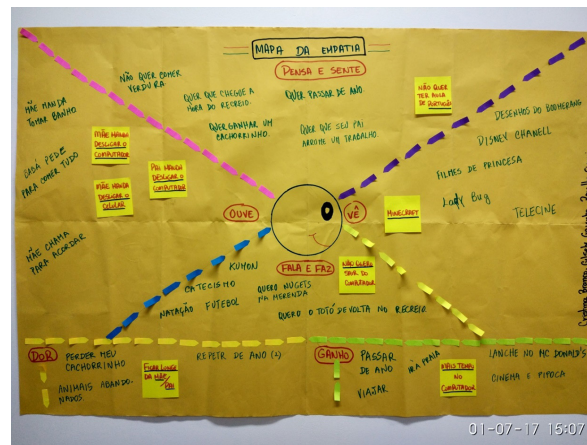 MAPA DA EMPATIA
PENSA E SENTE
NÃO QUER COMER
VERDURA.
QUER QUE CHEGUE A
HORA DO RECREIO.
QUER PASSAR DE ANO.
QUER GANHAR UM
CACHORRINHO.
QUER QUE SEU PAI
ARRUME UM TRABALHO.
NÃO QUER
TER AULA
DE PORTUGUÊS
MÃE MANDA
TOMAR BANHO
MÃE MANDA
DESLIGAR O
COMPUTADOR
BABÁ PEDE
PARA COMER TUDO
PAI MANDA
DESLIGAR O
COMPUTADOR
MÃE MANDA
DESLIGAR O
CELULAR
MÃE CHAMA
PARA ACORDAR
OUVE
VÊ
DESENHOS DO BOOMERANG
DISNEY CHANELL
FILMES DE PRINCESA
LADY Bug
TELECINE
MINECRAFT
FALA E FAZ
KUMON
CATECISMO
NATAÇÃO FUTEBOL
QUERO NUGETS
NA MERENDA
NÃO QUERO
SAIR DO
COMPUTADOR
QUERO O TOTÓ DE VOLTA NO RECREIO.
DOR
PERDER MEU
CACHORRINHO
ANIMAIS ABANDO-
NADOS.
FICAR LONGE
DA MÃE/
PAI
REPETIR DE ANO (2)
GANHO
PASSAR
DE ANO
VIAJAR
IR À PRAIA
MAIS TEMPO
NO
COMPUTADOR
LANCHE NO MC DONALD'S
CINEMA E PIPOCA
01-07-17 15:07